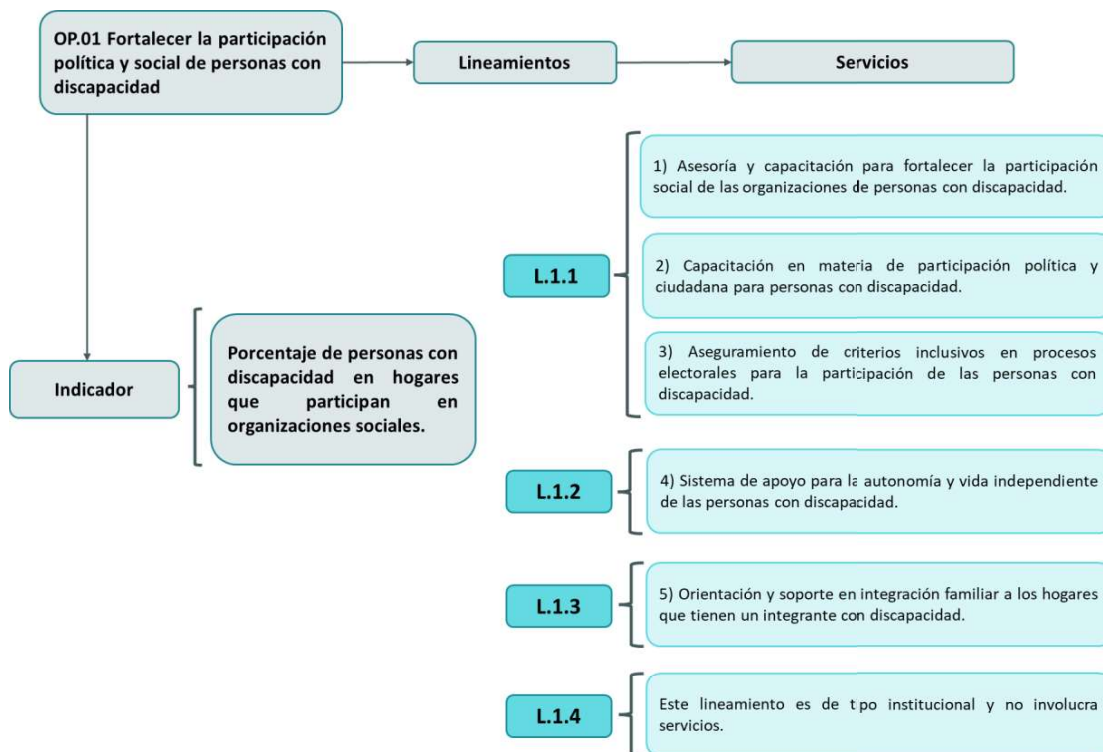 OP.01 Fortalecer la participación
política y social de personas con
discapacidad
Lineamientos
Servicios
Indicador
Porcentaje de personas con
discapacidad en hogares
que participan en
organizaciones sociales.
L.1.1
1) Asesoría y capacitación para fortalecer la participación
social de las organizaciones de personas con discapacidad.
2) Capacitación en materia de participación política y
ciudadana para personas con discapacidad.
3) Aseguramiento de criterios inclusivos en procesos
electorales para la participación de las personas con
discapacidad.
L.1.2
4) Sistema de apoyo para la autonomía y vida independiente
de las personas con discapacidad.
L.1.3
5) Orientación y soporte en integración familiar a los hogares
que tienen un integrante con discapacidad.
L.1.4
Este lineamiento es de tipo institucional y no involucra
servicios.